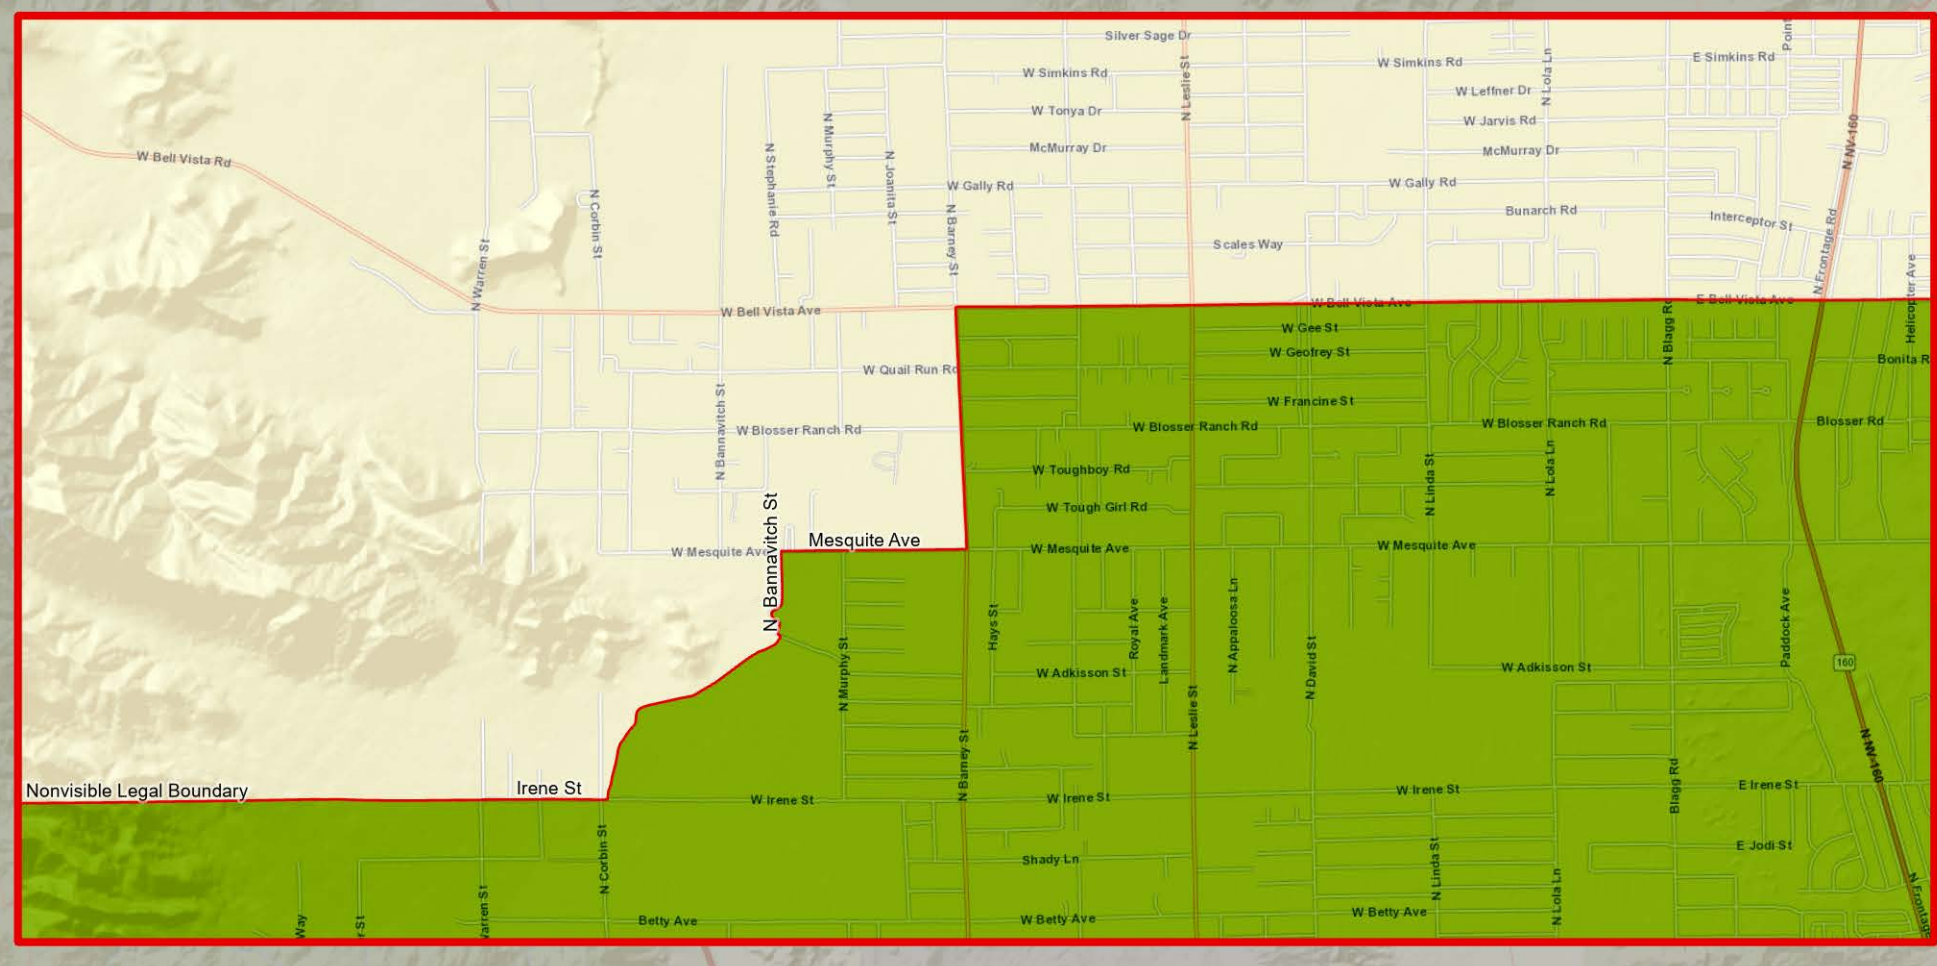 Silver Sage Dr
W Simkins Rd
W Simkins Rd
E Simkins Rd
Point
N Leslie St
N Lola Ln
W Tonya Dr
W Leffner Dr
W Jarvis Rd
McMurray Dr
McMurray Dr
N NV-160
W Bell Vista Rd
N Murphy St
N Stephanie Rd
N Joanita St
W Gally Rd
W Gally Rd
N Corbin St
N Barney St
Bunarch Rd
Interceptor St
Scales Way
N Warren St
N Frontage Rd
Helicopter Ave
W Bell Vista Ave
W Bell Vista Ave
E Bell Vista Ave
W Gee St
N Blagg Rd
W Geofrey St
Bonita R
W Quail Run Rd
W Francine St
N Bannavitch St
W Blosser Ranch Rd
W Blosser Ranch Rd
W Blosser Ranch Rd
Blosser Rd
W Toughboy Rd
N Linda St
N Lola Ln
W Tough Girl Rd
N Bannavitch St
Mesquite Ave
W Mesquite Ave
W Mesquite Ave
W Mesquite Ave
Hays St
Royal Ave
Landmark Ave
N Appaloosa Ln
Paddock Ave
N Murphy St
N David St
W Adkisson St
W Adkisson St
160
N Leslie St
N Barney St
N NV-160
Nonvisible Legal Boundary
Irene St
W Irene St
W Irene St
W Irene St
Blagg Rd
E Irene St
N Corbin St
Shady Ln
N Linda St
E Jodi St
Way
r St
Warren St
Betty Ave
W Betty Ave
W Betty Ave
N Lola Ln
N Frontage